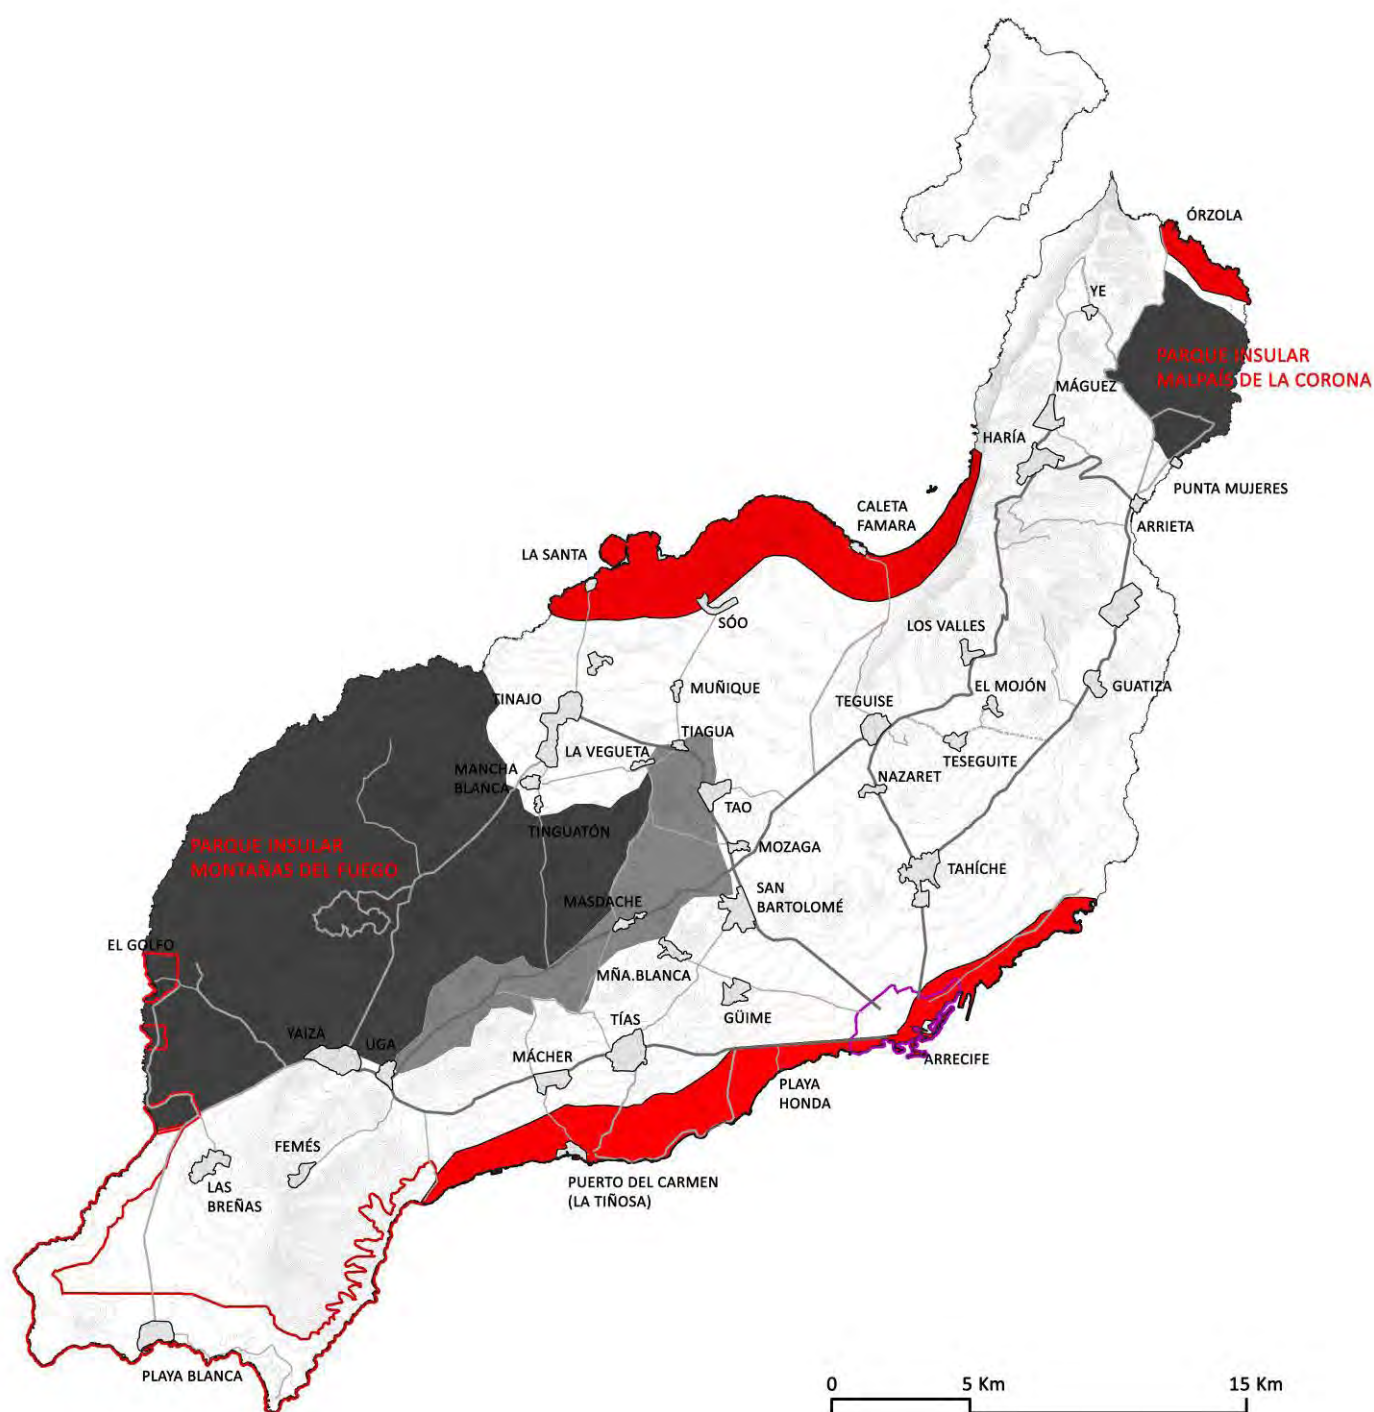 ÓRZOLA
YE
PARQUE INSULAR
MALPAÍS DE LA CORONA
MÁGUEZ
HARÍA
PUNTA MUJERES
CALETA
FAMARA
ARRIETA
LA SANTA
SÓO
LOS VALLES
MUÑIQUE
EL MOJÓN
GUATIZA
TINAJO
TEGUISE
TIAGUA
LA VEGUETA
TESEGUITE
MANCHA
BLANCA
NAZARET
TAO
TINGUATÓN
PARQUE INSULAR
MONTAÑAS DEL FUEGO
MOZAGA
TAHÍCHE
SAN
BARTOLOMÉ
MASDACHE
EL GOLFO
MÑA.BLANCA
GÜIME
TÍAS
YAIZA
UGA
MÁCHER
ARRECIFE
PLAYA
HONDA
FEMÉS
LAS
BREÑAS
PUERTO DEL CARMEN
(LA TIÑOSA)
PLAYA BLANCA
0 5 Km 15 Km